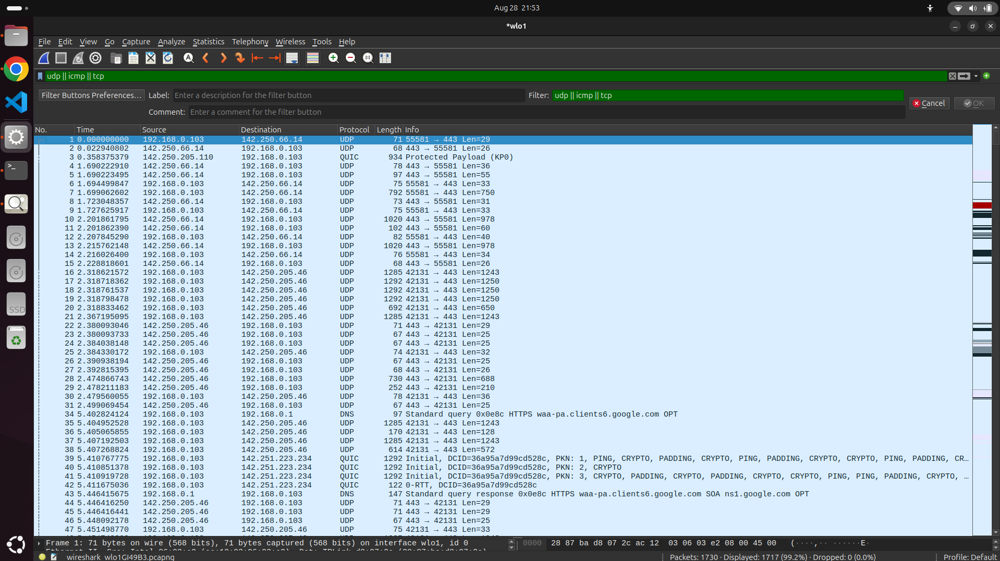 Aug 28 21:53
*wlo1
File Edit View Go Capture Analyze Statistics Telephony Wireless Tools Help
udp || icmp || tcp
Filter Buttons Preferences... Label: Enter a description for the filter button Filter: udp || icmp || tcp
Cancel OK
Comment: Enter a comment for the filter button
No. Time Source Destination Protocol Length Info
1 0.000000000 192.168.0.103 142.250.66.14 UDP 71 55581 → 443 Len=29
2 0.022940802 142.250.66.14 192.168.0.103 UDP 68 443 → 55581 Len=26
3 0.358375379 142.250.205.110 192.168.0.103 QUIC 934 Protected Payload (KP0)
4 1.690222910 142.250.66.14 192.168.0.103 UDP 78 443 → 55581 Len=36
5 1.690223495 142.250.66.14 192.168.0.103 UDP 97 443 → 55581 Len=55
6 1.694499847 192.168.0.103 142.250.66.14 UDP 75 55581 → 443 Len=33
7 1.699062602 192.168.0.103 142.250.66.14 UDP 792 55581 → 443 Len=750
8 1.723048357 142.250.66.14 192.168.0.103 UDP 73 443 → 55581 Len=31
9 1.727625917 192.168.0.103 142.250.66.14 UDP 75 55581 → 443 Len=33
10 2.201861795 142.250.66.14 192.168.0.103 UDP 1020 443 → 55581 Len=978
11 2.201862390 142.250.66.14 192.168.0.103 UDP 102 443 → 55581 Len=60
12 2.207845290 192.168.0.103 142.250.66.14 UDP 82 55581 → 443 Len=40
13 2.215762148 142.250.66.14 192.168.0.103 UDP 1020 443 → 55581 Len=978
14 2.216026400 192.168.0.103 142.250.66.14 UDP 76 55581 → 443 Len=34
15 2.228818601 142.250.66.14 192.168.0.103 UDP 68 443 → 55581 Len=26
16 2.318621572 192.168.0.103 142.250.205.46 UDP 1285 42131 → 443 Len=1243
17 2.318718362 192.168.0.103 142.250.205.46 UDP 1292 42131 → 443 Len=1250
18 2.318761537 192.168.0.103 142.250.205.46 UDP 1292 42131 → 443 Len=1250
19 2.318798478 192.168.0.103 142.250.205.46 UDP 1292 42131 → 443 Len=1250
20 2.318833462 192.168.0.103 142.250.205.46 UDP 692 42131 → 443 Len=650
21 2.367195095 192.168.0.103 142.250.205.46 UDP 1285 42131 → 443 Len=1243
22 2.380093046 142.250.205.46 192.168.0.103 UDP 71 443 → 42131 Len=29
23 2.380093733 142.250.205.46 192.168.0.103 UDP 67 443 → 42131 Len=25
24 2.384038148 142.250.205.46 192.168.0.103 UDP 67 443 → 42131 Len=25
25 2.384330172 192.168.0.103 142.250.205.46 UDP 74 42131 → 443 Len=32
26 2.390938194 142.250.205.46 192.168.0.103 UDP 67 443 → 42131 Len=25
27 2.392815395 142.250.205.46 192.168.0.103 UDP 68 443 → 42131 Len=26
28 2.474866743 142.250.205.46 192.168.0.103 UDP 730 443 → 42131 Len=688
29 2.478211183 142.250.205.46 192.168.0.103 UDP 252 443 → 42131 Len=210
30 2.479560055 192.168.0.103 142.250.205.46 UDP 78 42131 → 443 Len=36
31 2.499069454 142.250.205.46 192.168.0.103 UDP 67 443 → 42131 Len=25
34 5.402824124 192.168.0.103 192.168.0.1 DNS 97 Standard query 0x0e8c HTTPS waa-pa.clients6.google.com OPT
35 5.404952528 192.168.0.103 142.250.205.46 UDP 1285 42131 → 443 Len=1243
36 5.405065855 192.168.0.103 142.250.205.46 UDP 170 42131 → 443 Len=128
37 5.407192503 192.168.0.103 142.250.205.46 UDP 1285 42131 → 443 Len=1243
38 5.407268824 192.168.0.103 142.250.205.46 UDP 614 42131 → 443 Len=572
39 5.410767775 192.168.0.103 142.251.223.234 QUIC 1292 Initial, DCID=36a95a7d99cd528c, PKN: 1, PING, CRYPTO, PADDING, CRYPTO, PING, PADDING, CRYPTO, CRYPTO, PING, PADDING, CR…
40 5.410851378 192.168.0.103 142.251.223.234 QUIC 1292 Initial, DCID=36a95a7d99cd528c, PKN: 2, CRYPTO
41 5.410919728 192.168.0.103 142.251.223.234 QUIC 1292 Initial, DCID=36a95a7d99cd528c, PKN: 3, CRYPTO, PADDING, CRYPTO, PADDING, CRYPTO, CRYPTO, PING, PING, PADDING, CRYPTO, …
42 5.411675036 192.168.0.103 142.251.223.234 QUIC 122 0-RTT, DCID=36a95a7d99cd528c
43 5.446415675 192.168.0.1 192.168.0.103 DNS 147 Standard query response 0x0e8c HTTPS waa-pa.clients6.google.com SOA ns1.google.com OPT
44 5.446416250 142.250.205.46 192.168.0.103 UDP 71 443 → 42131 Len=29
45 5.446416441 142.250.205.46 192.168.0.103 UDP 71 443 → 42131 Len=29
46 5.448092178 142.250.205.46 192.168.0.103 UDP 67 443 → 42131 Len=25
47 5.451498770 192.168.0.103 142.250.205.46 UDP 75 42131 → 443 Len=33
Frame 1: 71 bytes on wire (568 bits), 71 bytes captured (568 bits) on interface wlo1, id 0
0000 28 87 ba d8 07 2c ac 12 03 06 03 e2 08 00 45 00 (····,·· ······E·
SSD
wireshark_wlo1GI49B3.pcapng
Packets: 1730 · Displayed: 1717 (99.2%) · Dropped: 0 (0.0%)
Profile: Default